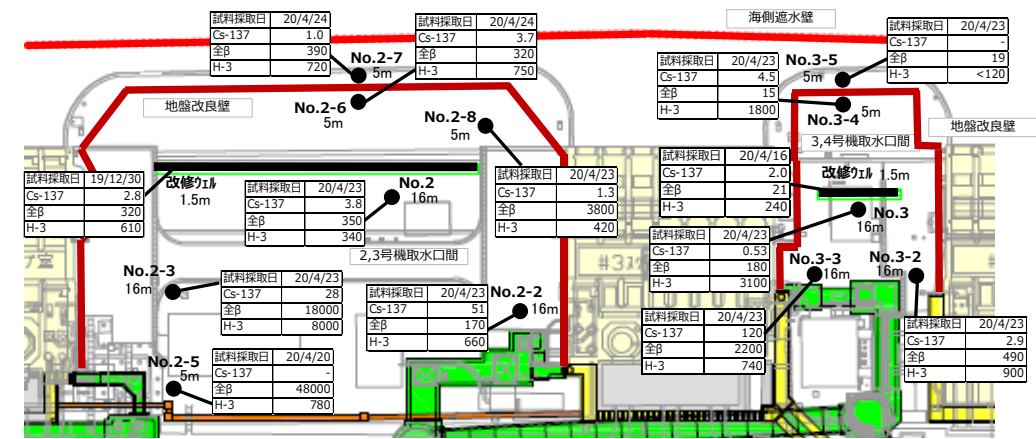 海側遮水壁
試料採取日 20/4/24
Cs-137 1.0
全β 390
H-3 720
No.2-7
5m
試料採取日 20/4/24
Cs-137 3.7
全β 320
H-3 750
No.2-6
5m
試料採取日 20/4/23
Cs-137 4.5
全β 15
H-3 1800
No.3-5
5m
試料採取日 20/4/23
Cs-137 -
全β 19
H-3 <120
No.3-4
5m
地盤改良壁
No.2-8
5m
3,4号機取水口間
地盤改良壁
試料採取日 19/12/30
Cs-137 2.8
全β 320
H-3 610
改修ウェル
1.5m
試料採取日 20/4/23
Cs-137 3.8
全β 350
H-3 340
No.2
16m
試料採取日 20/4/23
Cs-137 1.3
全β 3800
H-3 420
試料採取日 20/4/16
Cs-137 2.0
全β 21
H-3 240
改修ウェル 1.5m
No.3
16m
2,3号機取水口間
試料採取日 20/4/23
Cs-137 0.53
全β 180
H-3 3100
No.2-3
16m
試料採取日 20/4/23
Cs-137 28
全β 18000
H-3 8000
試料採取日 20/4/23
Cs-137 51
全β 170
H-3 660
No.2-2
16m
No.3-3
16m
No.3-2
16m
試料採取日 20/4/23
Cs-137 120
全β 2200
H-3 740
試料採取日 20/4/23
Cs-137 2.9
全β 490
H-3 900
No.2-5
5m
試料採取日 20/4/20
Cs-137 -
全β 48000
H-3 780